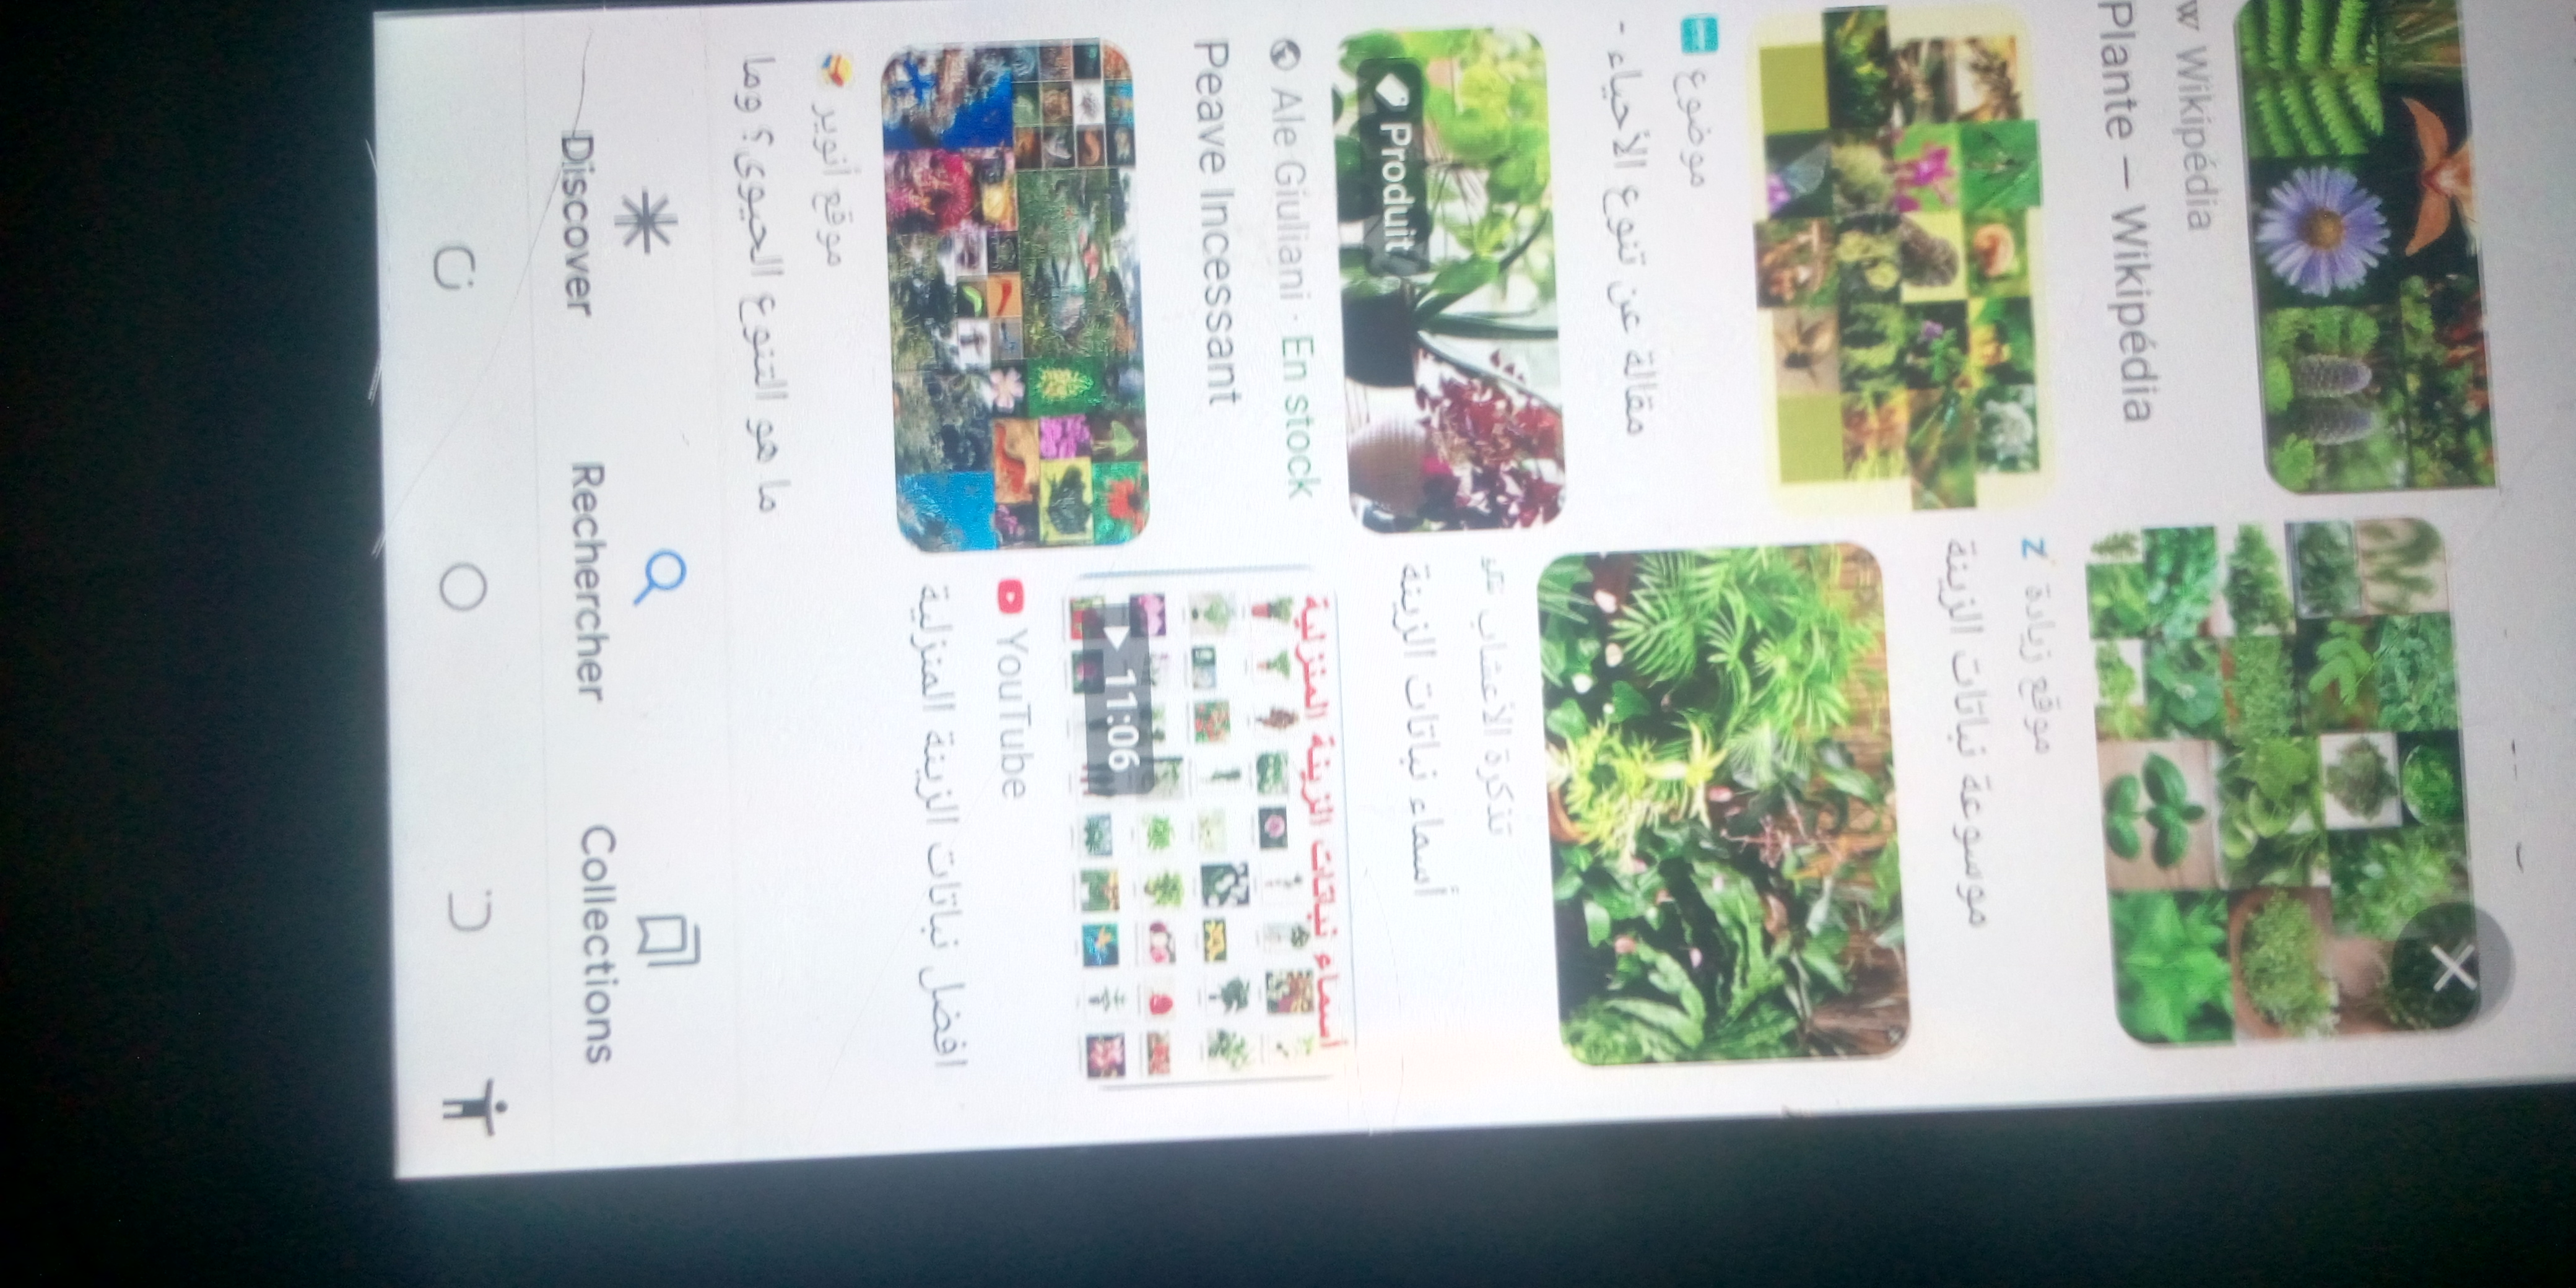 Wikipédia
Plante — Wikipédia
موقع زيادة
موسوعة نباتات الزينة
موضوع
مقالة عن تنوع الأحياء -
تذكرة الأعشاب
أسماء نباتات الزينة
Produit
Ale Giuliani · En stock
Peave Incessant
أسماء نباتات الزينة المنزلية
11:06
YouTube
افضل نباتات الزينة المنزلية
موقع أنوير
ما هو التنوع الحيوي؟ وما
Discover
Rechercher
Collections